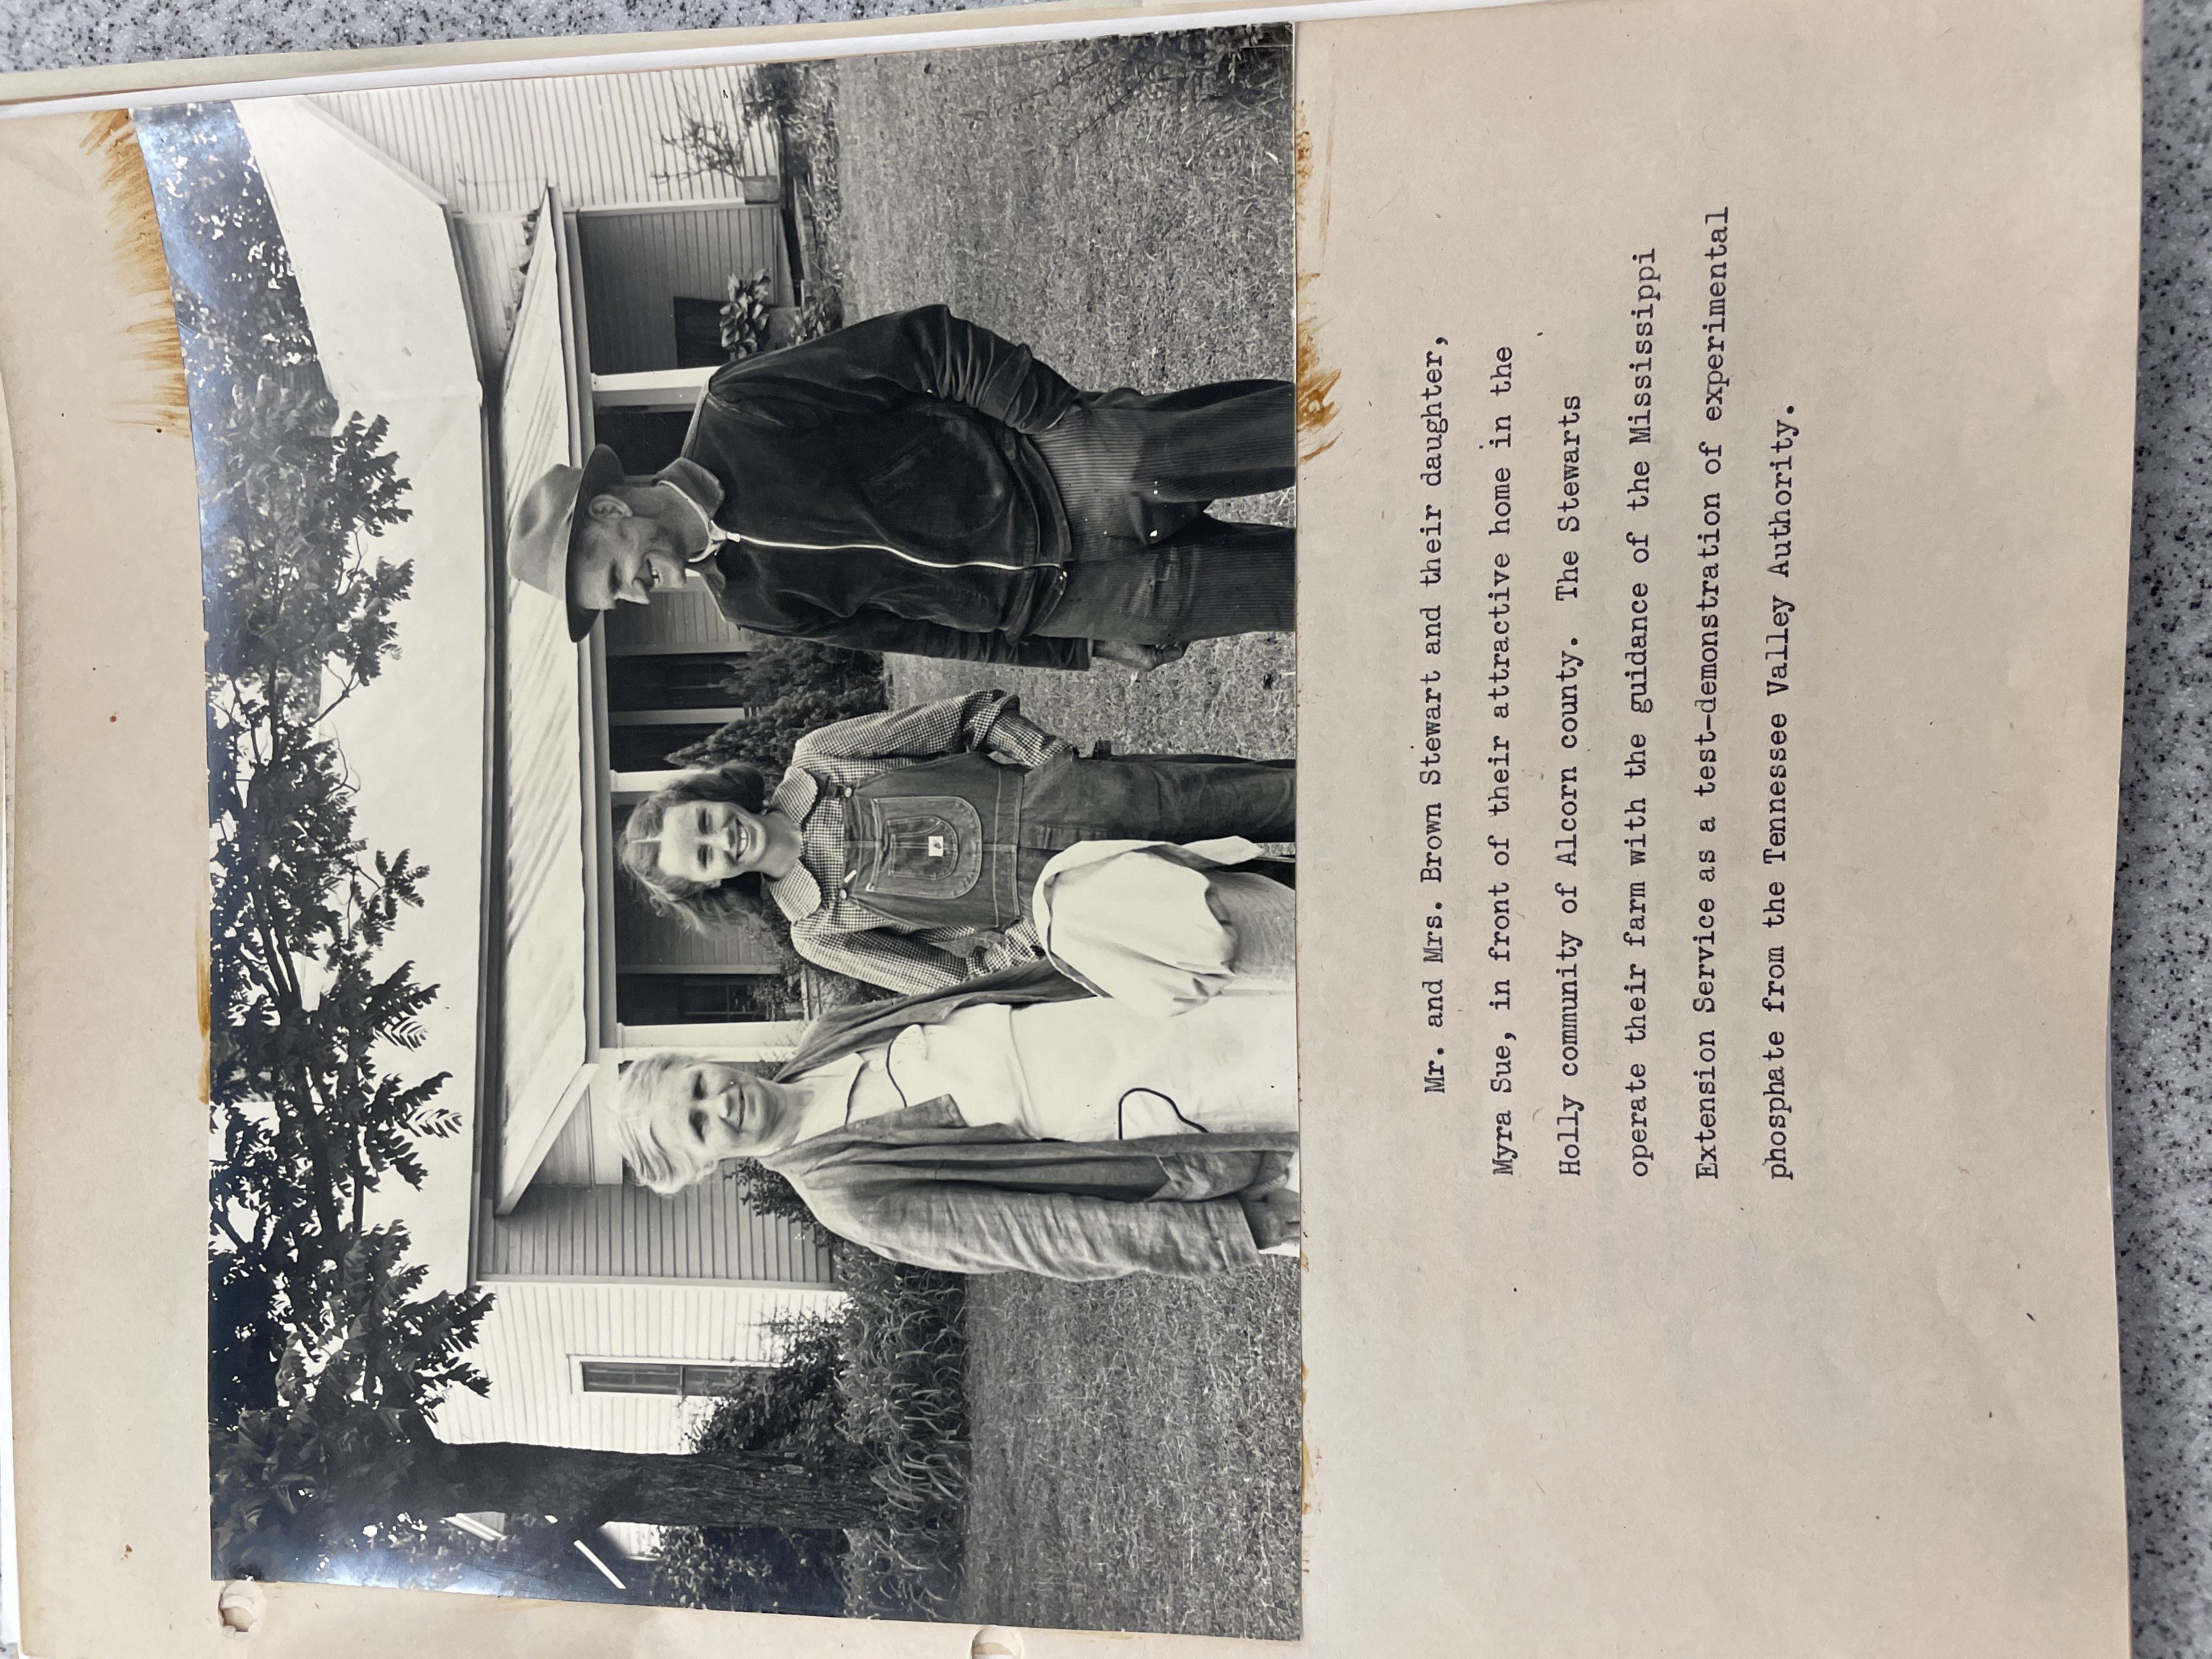 Mr. and Mrs. Brown Stewart and their daughter,
Myra Sue, in front of their attractive home in the
Holly community of Alcorn county.  The Stewarts
operate their farm with the guidance of the Mississippi
Extension Service as a test-demonstration of experimental
phosphate from the Tennessee Valley Authority.